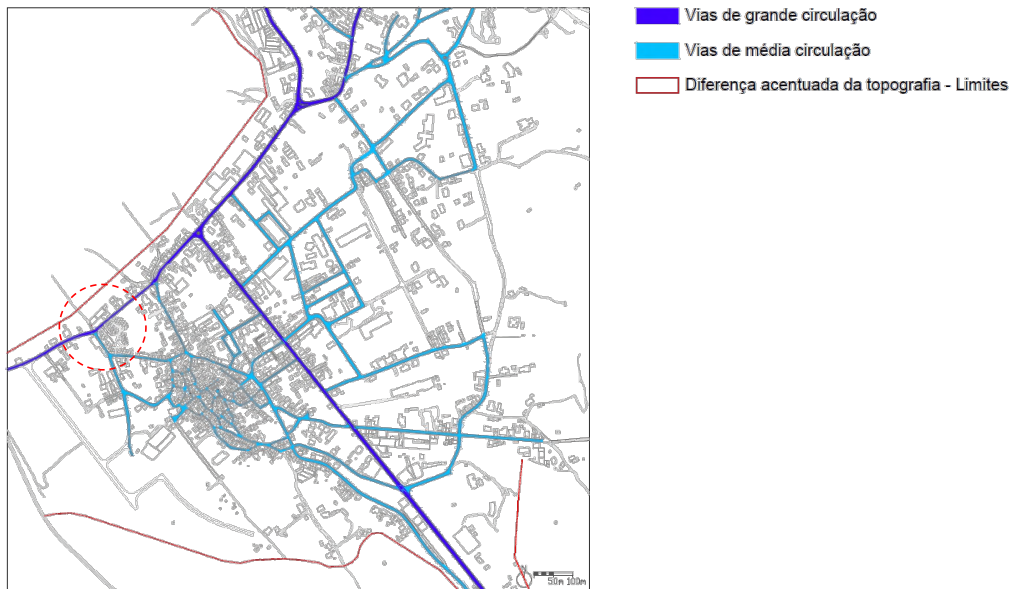 Vias de grande circulação
Vias de média circulação
Diferença acentuada da topografia - Limites
N
50m 100m